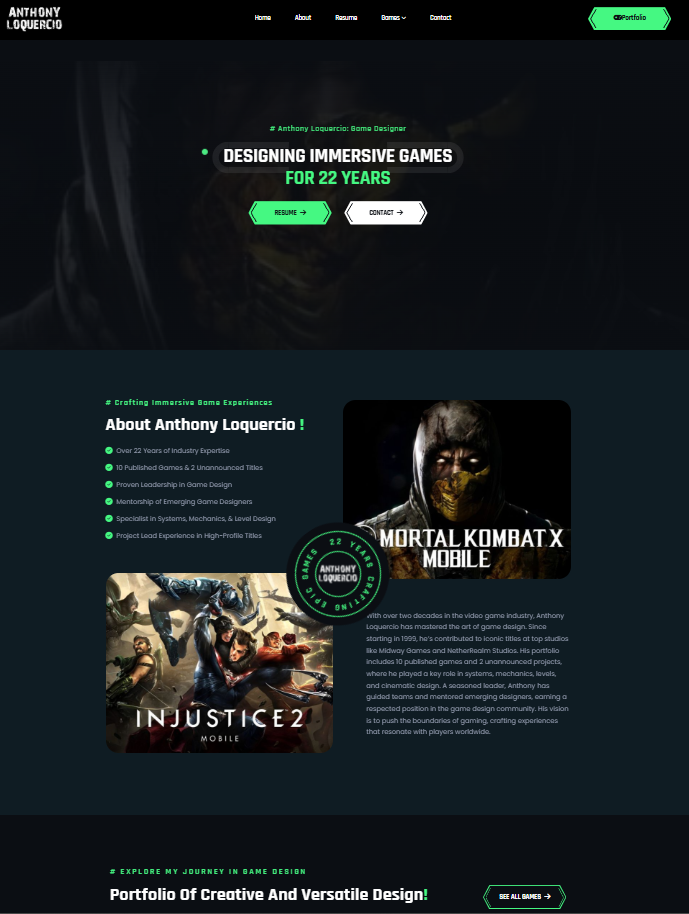 ANTHONY
LOQUERCIO
Home
About
Resume
Games
Contact
Portfolio
# Anthony Loquercio: Game Designer
DESIGNING IMMERSIVE GAMES
FOR 22 YEARS
RESUME →
CONTACT →
# Crafting Immersive Game Experiences
About Anthony Loquercio !
Over 22 Years of Industry Expertise
10 Published Games & 2 Unannounced Titles
Proven Leadership in Game Design
Mentorship of Emerging Game Designers
Specialist in Systems, Mechanics, & Level Design
Project Lead Experience in High-Profile Titles
MORTAL KOMBAT X
MOBILE
22 YEARS CRAFTING EPIC GAMES
ANTHONY
LOQUERCIO
INJUSTICE 2
MOBILE
With over two decades in the video game industry, Anthony
Loquercio has mastered the art of game design. Since
starting in 1999, he's contributed to iconic titles at top studios
like Midway Games and NetherRealm Studios. His portfolio
includes 10 published games and 2 unannounced projects,
where he played a key role in systems, mechanics, levels,
and cinematic design. A seasoned leader, Anthony has
guided teams and mentored emerging designers, earning a
respected position in the game design community. His vision
is to push the boundaries of gaming, crafting experiences
that resonate with players worldwide.
# EXPLORE MY JOURNEY IN GAME DESIGN
Portfolio Of Creative And Versatile Design!
SEE ALL GAMES →